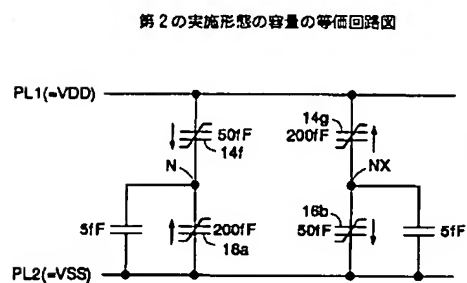 第２の実施形態の容量の等価回路図
PL1(=VDD)
50fF
14f
14g
200fF
N
NX
5fF
200fF
16a
16b
50fF
5fF
PL2(=VSS)